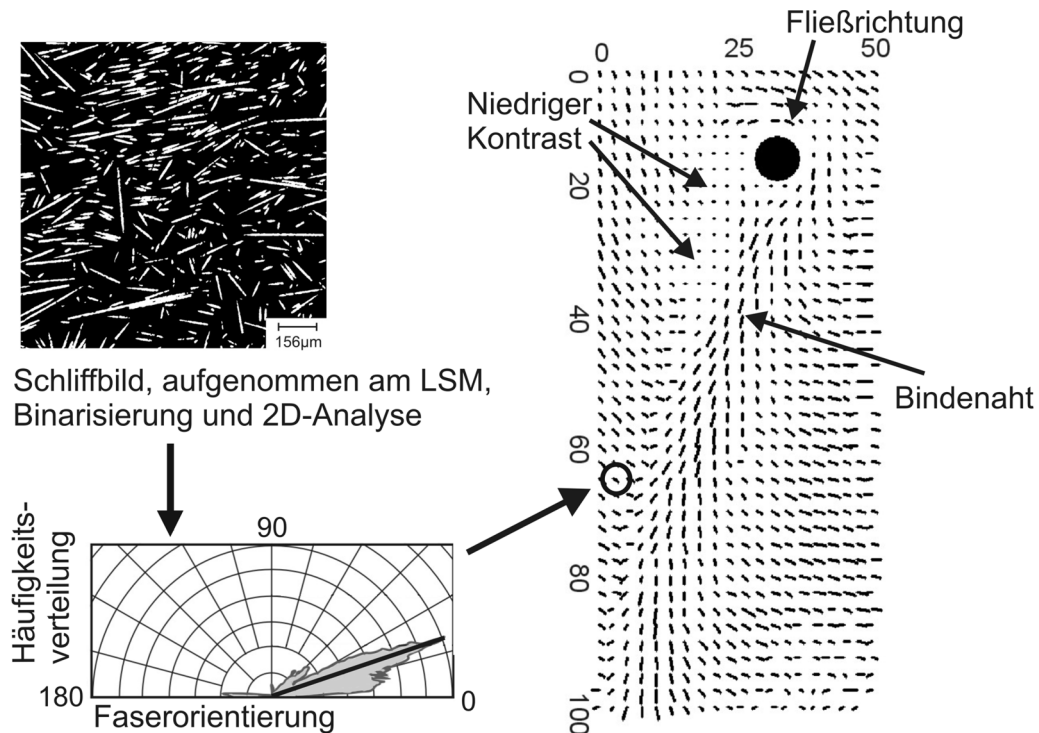 156µm
Schliffbild, aufgenommen am LSM,
Binarisierung und 2D-Analyse
Häufigkeits-
verteilung
90
180
0
Faserorientierung
Fließrichtung
0
25
50
0
20
40
60
80
100
Niedriger
Kontrast
Bindenaht